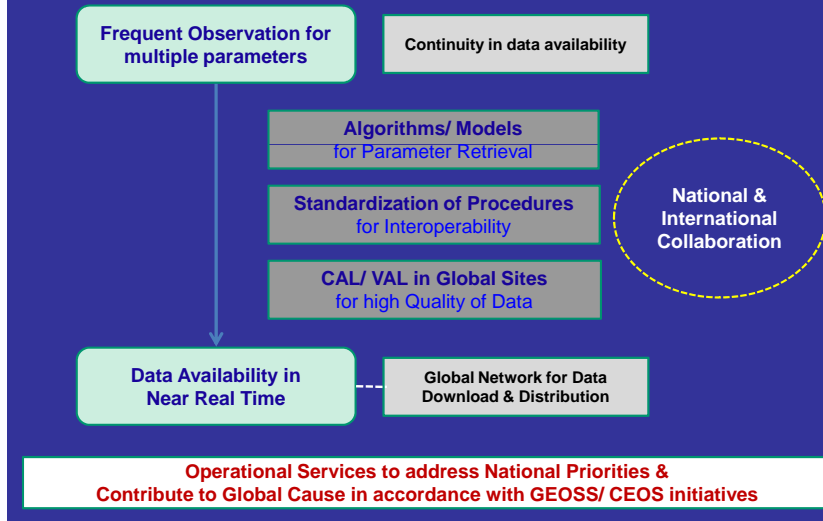 Frequent Observation for
multiple parameters
Continuity in data availability
Algorithms/ Models
for Parameter Retrieval
Standardization of Procedures
for Interoperability
National &
International
Collaboration
CAL/ VAL in Global Sites
for high Quality of Data
Data Availability in
Near Real Time
Global Network for Data
Download & Distribution
Operational Services to address National Priorities &
Contribute to Global Cause in accordance with GEOSS/ CEOS initiatives